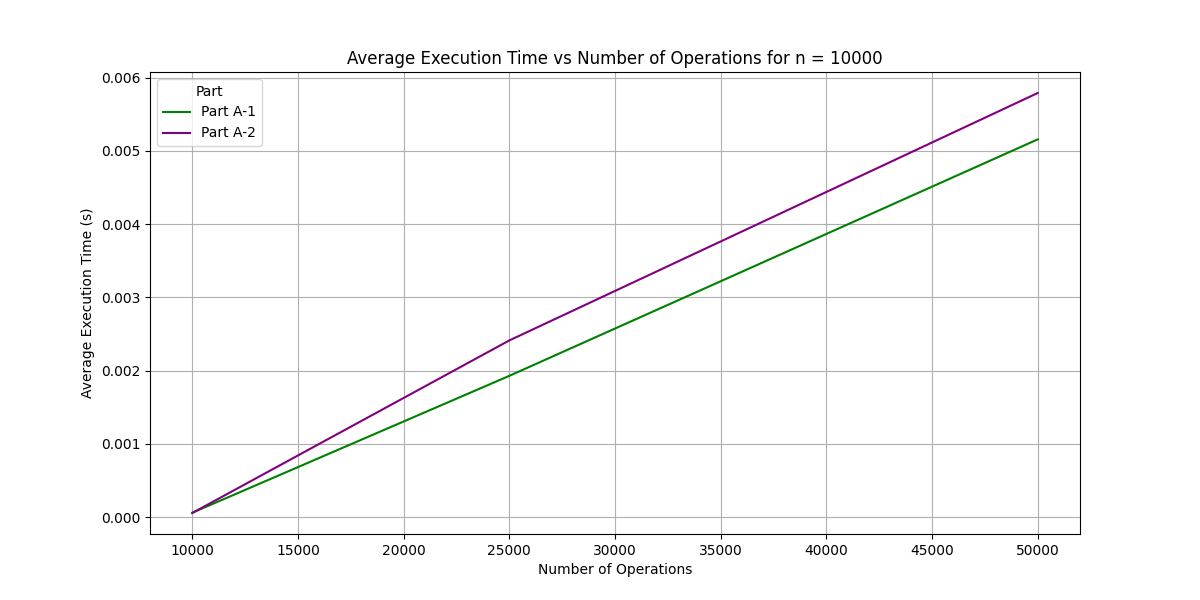 Average Execution Time vs Number of Operations for n = 10000
Part
Part A-1
Part A-2
Average Execution Time (s)
0.006
0.005
0.004
0.003
0.002
0.001
0.000
10000 15000 20000 25000 30000 35000 40000 45000 50000
Number of Operations